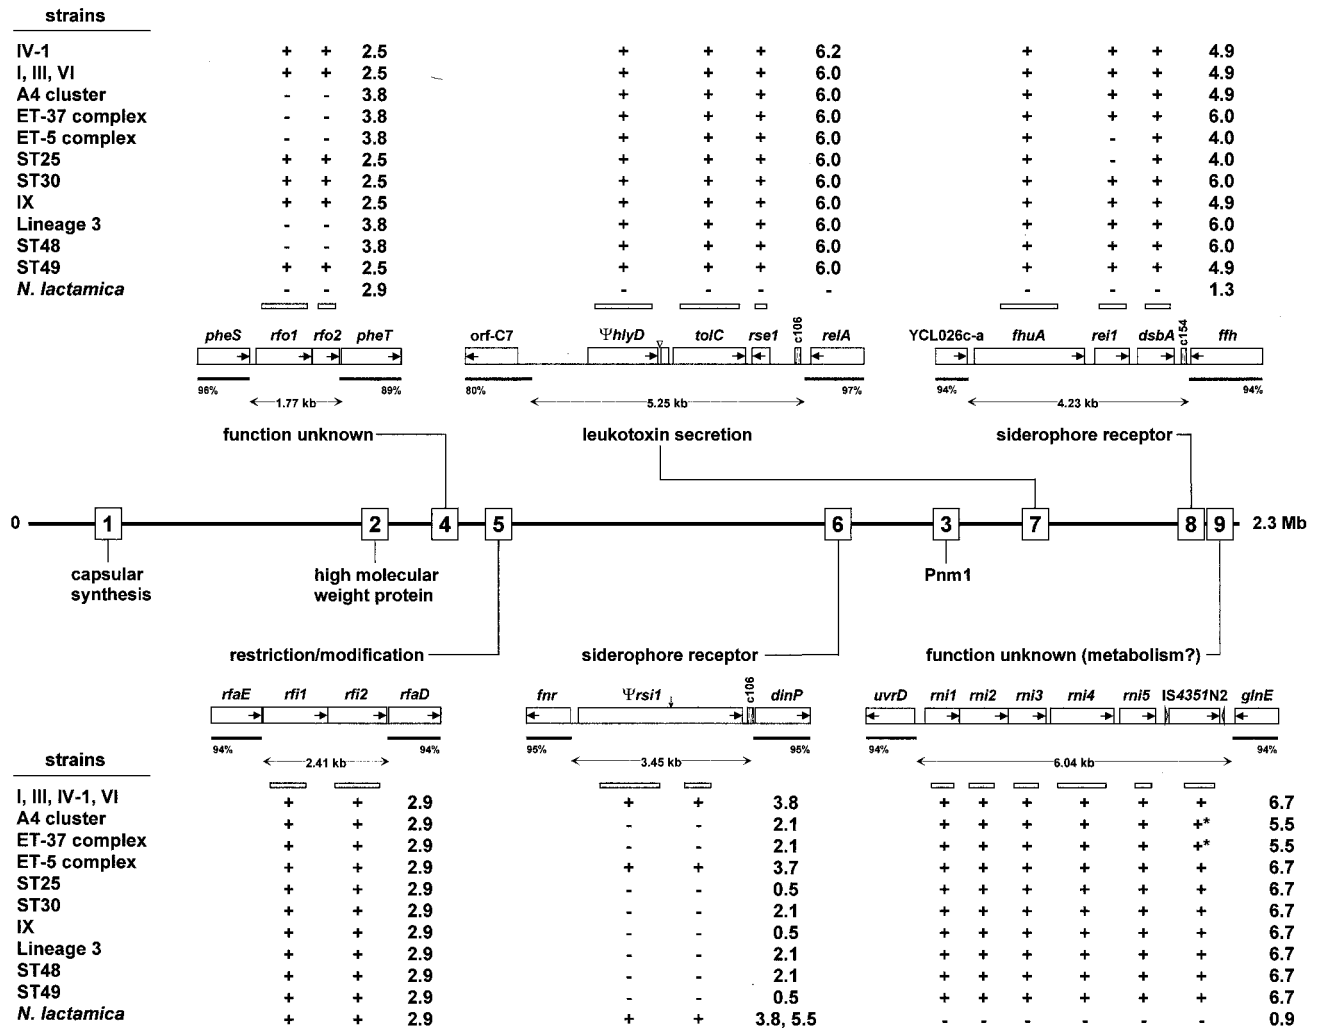 strains
IV-1 + + 2.5 + + + 6.2 + + + 4.9
I, III, VI + + 2.5 + + + 6.0 + + + 4.9
A4 cluster - - 3.8 + + + 6.0 + + + 4.9
ET-37 complex - - 3.8 + + + 6.0 + + + 6.0
ET-5 complex - - 3.8 + + + 6.0 + - + 4.0
ST25 + + 2.5 + + + 6.0 + - + 4.0
ST30 + + 2.5 + + + 6.0 + + + 6.0
IX + + 2.5 + + + 6.0 + + + 4.9
Lineage 3 - - 3.8 + + + 6.0 + + + 6.0
ST48 - - 3.8 + + + 6.0 + + + 6.0
ST49 + + 2.5 + + + 6.0 + + + 4.9
N. lactamica - - 2.9 - - - - - - - 1.3
pheS rfo1 rfo2 pheT orf-C7 ΨhlyD tolC rse1 c106 relA YCL026c-a fhuA rei1 dsbA c154 ffh
96% 89% 80% 97% 94% 94%
1.77 kb 5.25 kb 4.23 kb
function unknown leukotoxin secretion siderophore receptor
0 1 2 4 5 6 3 7 8 9 2.3 Mb
capsular synthesis
high molecular weight protein
Pnm1
restriction/modification siderophore receptor function unknown (metabolism?)
rfaE rfi1 rfi2 rfaD fnr Ψrsi1 c106 dinP uvrD rni1 rni2 rni3 rni4 rni5 IS4351N2 glnE
94% 94% 95% 95% 94% 94%
2.41 kb 3.45 kb 6.04 kb
strains
I, III, IV-1, VI + + 2.9 + + 3.8 + + + + + + 6.7
A4 cluster + + 2.9 - - 2.1 + + + + + +* 5.5
ET-37 complex + + 2.9 - - 2.1 + + + + + +* 5.5
ET-5 complex + + 2.9 + + 3.7 + + + + + + 6.7
ST25 + + 2.9 - - 0.5 + + + + + + 6.7
ST30 + + 2.9 - - 2.1 + + + + + + 6.7
IX + + 2.9 - - 0.5 + + + + + + 6.7
Lineage 3 + + 2.9 - - 2.1 + + + + + + 6.7
ST48 + + 2.9 - - 2.1 + + + + + + 6.7
ST49 + + 2.9 - - 0.5 + + + + + + 6.7
N. lactamica + + 2.9 + + 3.8, 5.5 - - - - - - 0.9